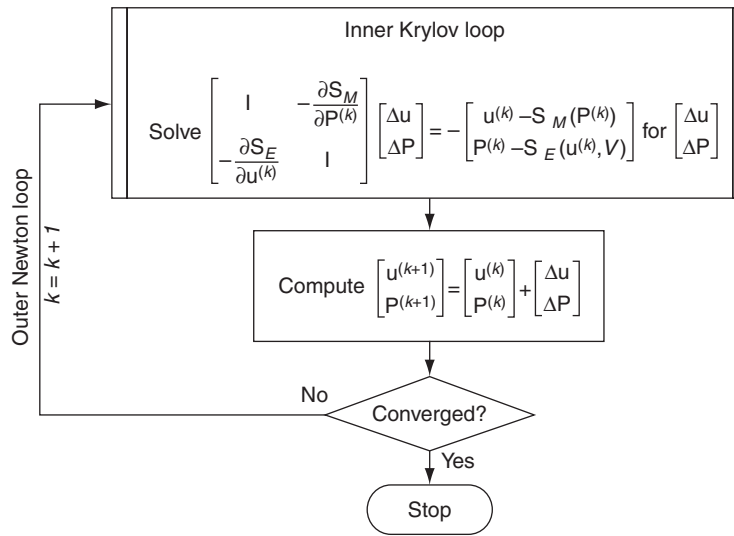 Inner Krylov loop
Solve [ I −∂S_M/∂P^(k) ; −∂S_E/∂u^(k) I ] [ Δu ; ΔP ] = − [ u^(k) − S_M(P^(k)) ; P^(k) − S_E(u^(k), V) ] for [ Δu ; ΔP ]
Outer Newton loop
k = k + 1
Compute [ u^(k+1) ; P^(k+1) ] = [ u^(k) ; P^(k) ] + [ Δu ; ΔP ]
No
Converged?
Yes
Stop